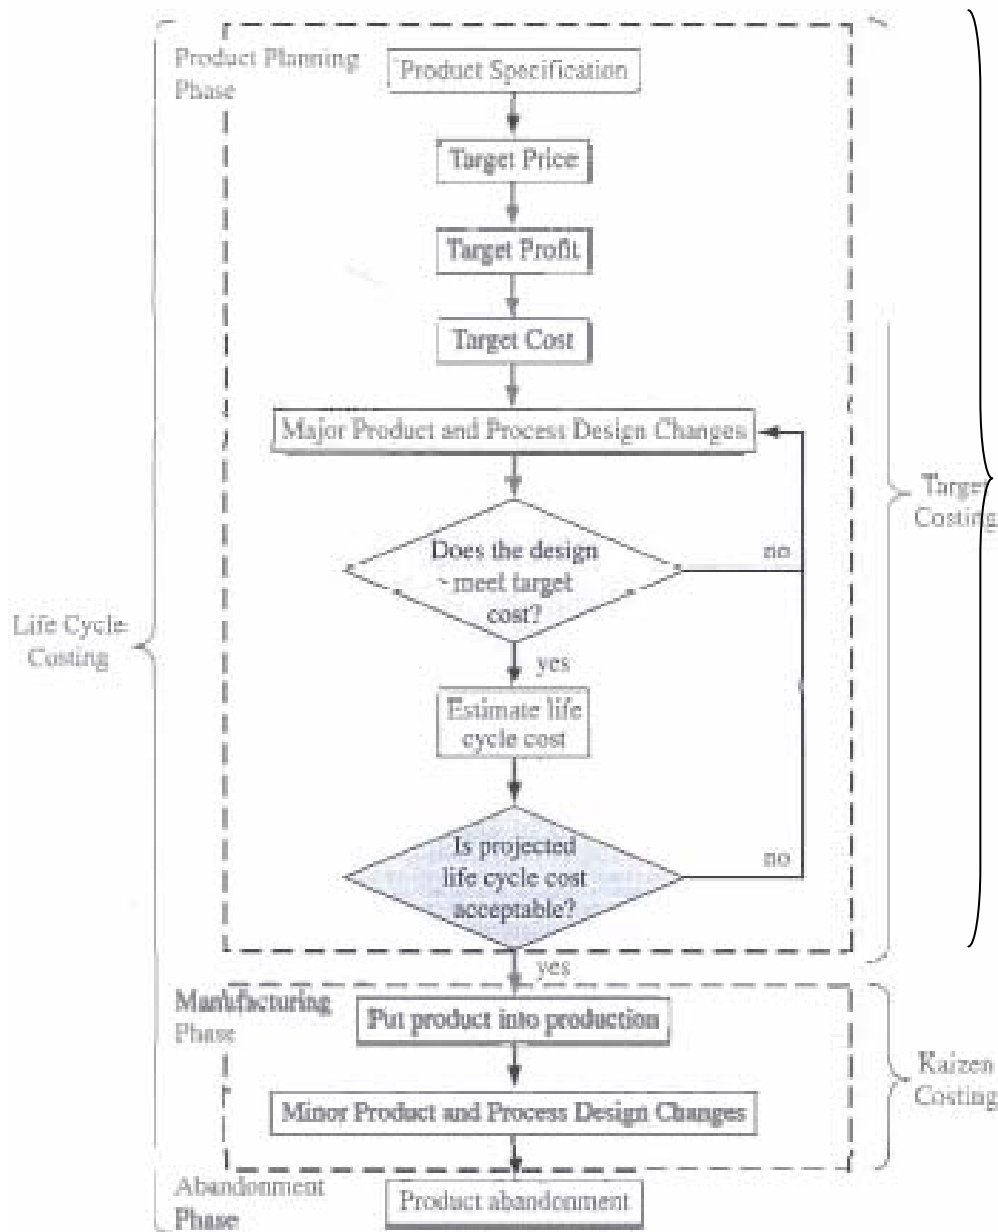 Product Planning
Phase
Product Specification
Target Price
Target Profit
Target Cost
Major Product and Process Design Changes
Target
Costing
Does the design
meet target
cost?
no
Life Cycle
Costing
yes
Estimate life
cycle cost
Is projected
life cycle cost
acceptable?
no
yes
Manufacturing
Phase
Put product into production
Kaizen
Costing
Minor Product and Process Design Changes
Abandonment
Phase
Product abandonment